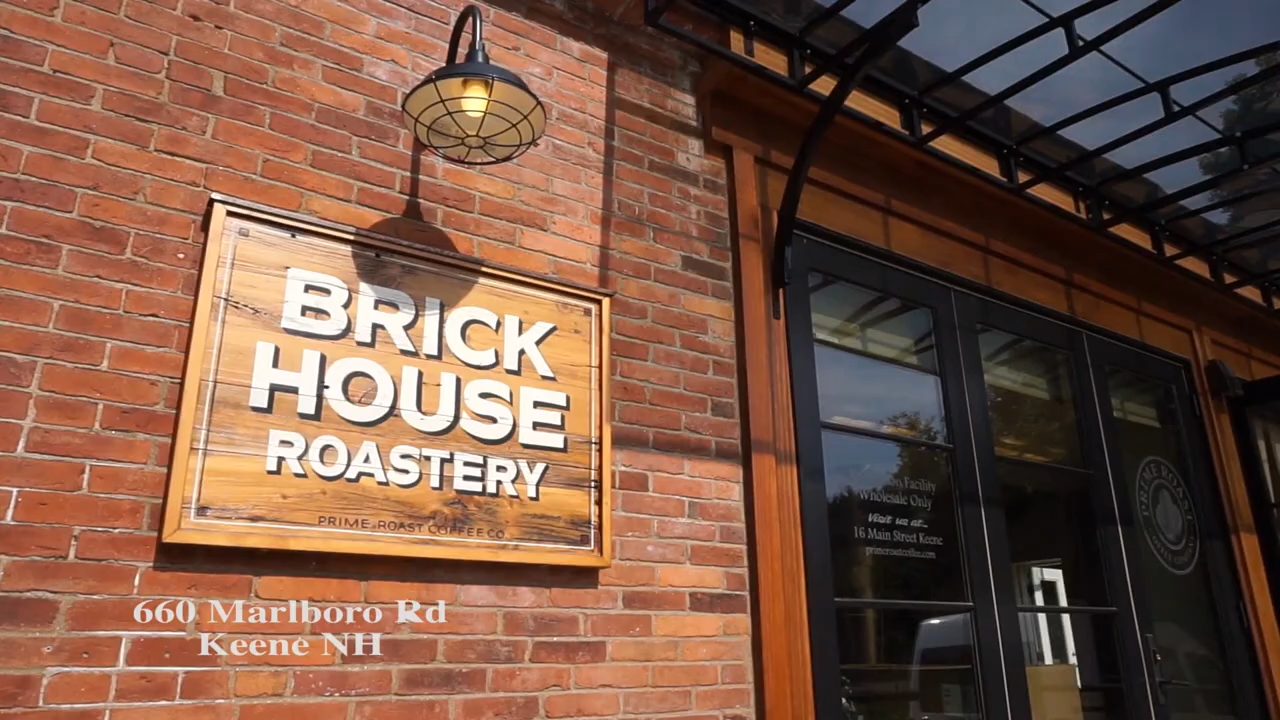 BRICK
HOUSE
ROASTERY
PRIME ROAST COFFEE CO
660 Marlboro Rd
Keene NH
Facility
Wholesale Only
Visit us at...
16 Main Street Keene
primeroastcoffee.com
PRIME ROAST